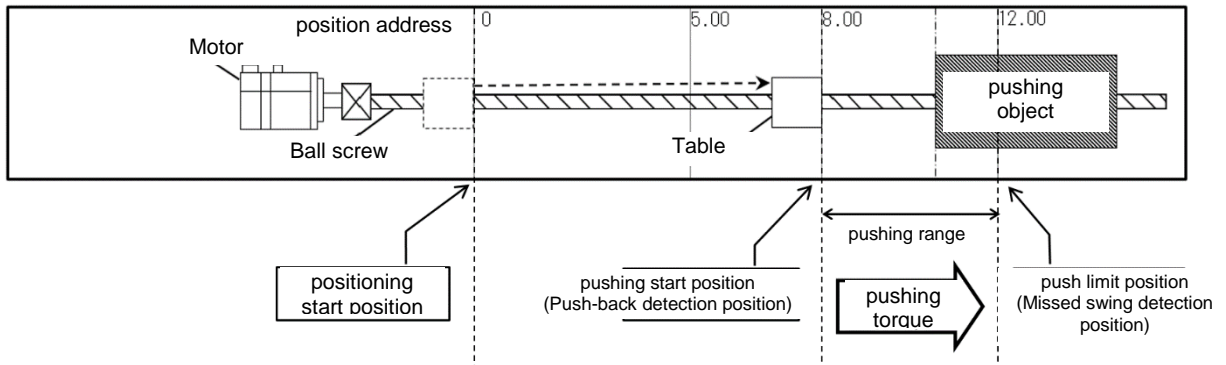 position address
0
5.00
8.00
12.00
Motor
Ball screw
Table
pushing
object
pushing range
positioning
start position
pushing start position
(Push-back detection position)
pushing
torque
push limit position
(Missed swing detection
position)